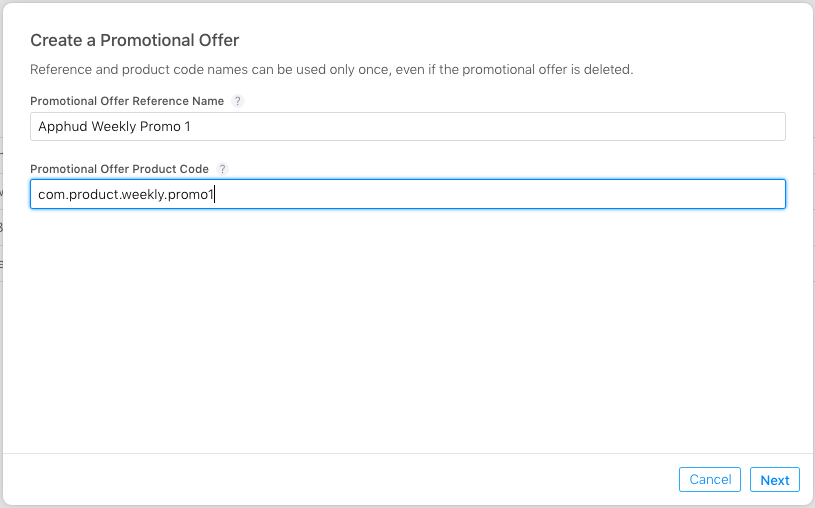 Create a Promotional Offer
Reference and product code names can be used only once, even if the promotional offer is deleted.
Promotional Offer Reference Name ?
Apphud Weekly Promo 1
Promotional Offer Product Code ?
com.product.weekly.promo1
Cancel Next